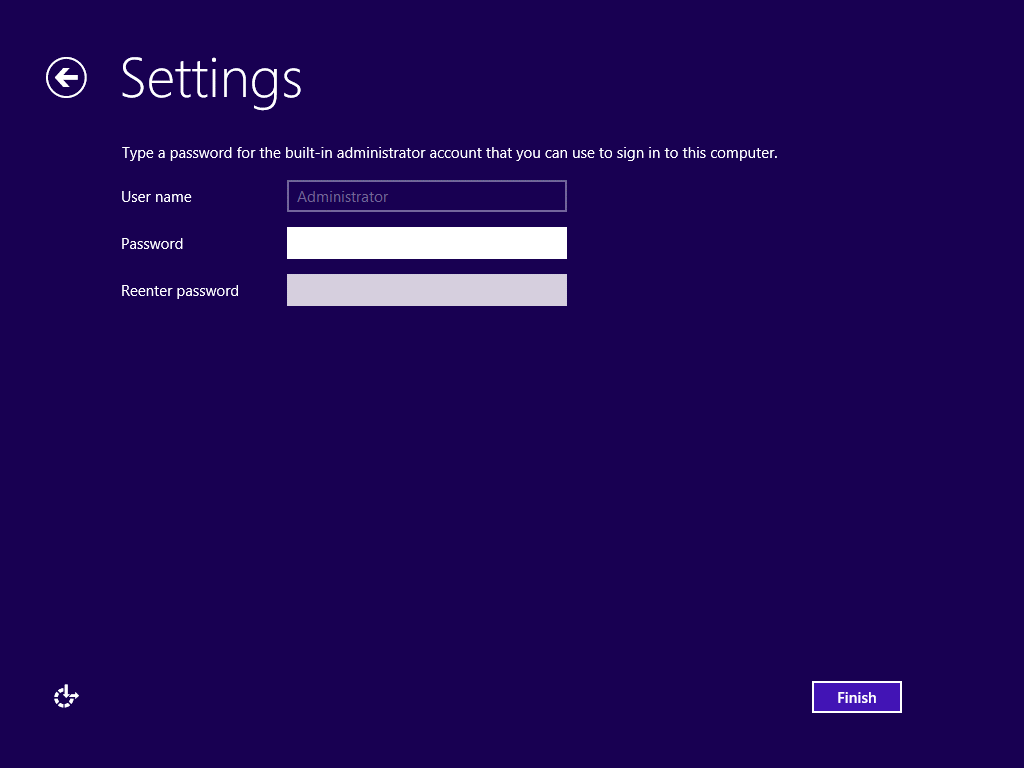 Settings
Type a password for the built-in administrator account that you can use to sign in to this computer.
User name
Administrator
Password
Reenter password
Finish